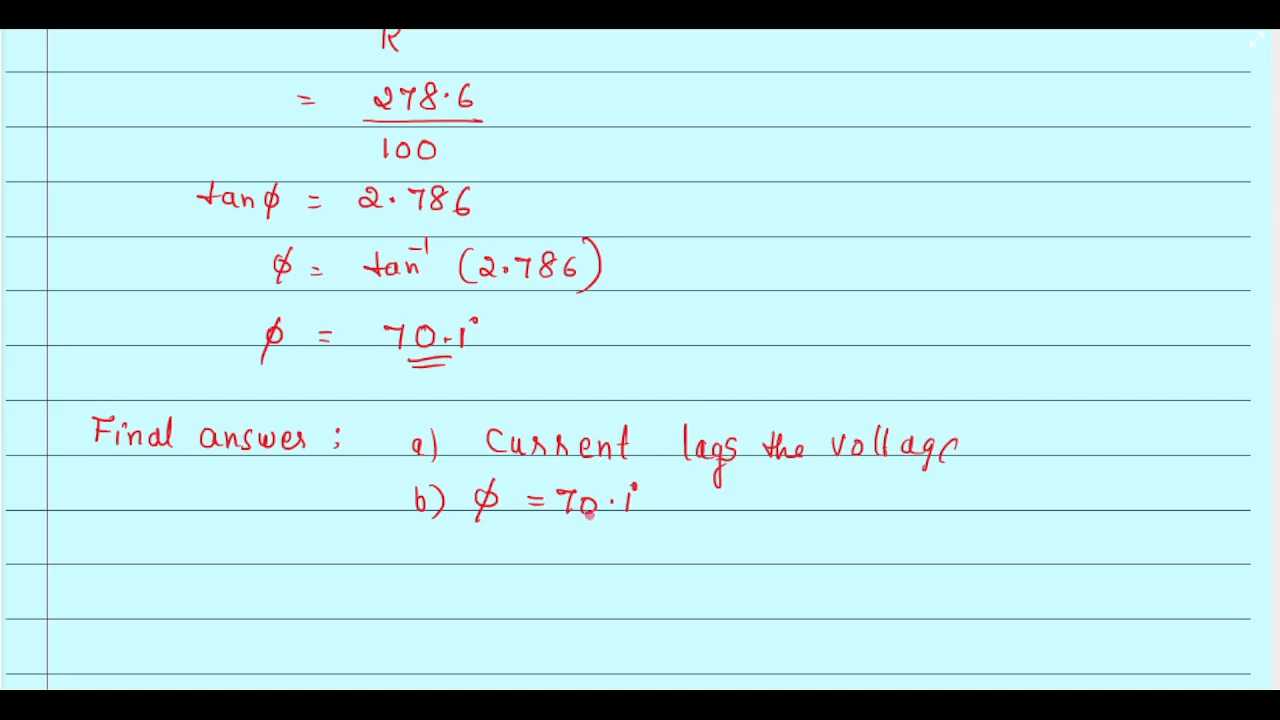 R
= 278.6
100
tanϕ = 2.786
ϕ = tan⁻¹ (2.786)
ϕ = 70.1°
Final answer : a) Current lags the voltage
b) ϕ = 70.1°